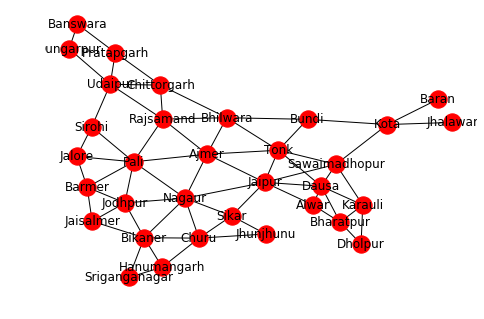 Banswara
ungarpur
Pratapgarh
Udaipur
Chittorgarh
Baran
Rajsamand
Bhilwara
Bundi
Kota
Jhalawar
Sirohi
Jalore
Pali
Ajmer
Tonk
Sawaimadhopur
Barmer
Jaipur
Dausa
Jodhpur
Nagaur
Alwar
Karauli
Jaisalmer
Sikar
Bharatpur
Bikaner
Churu
Jhunjhunu
Dholpur
Hanumangarh
Sriganganagar